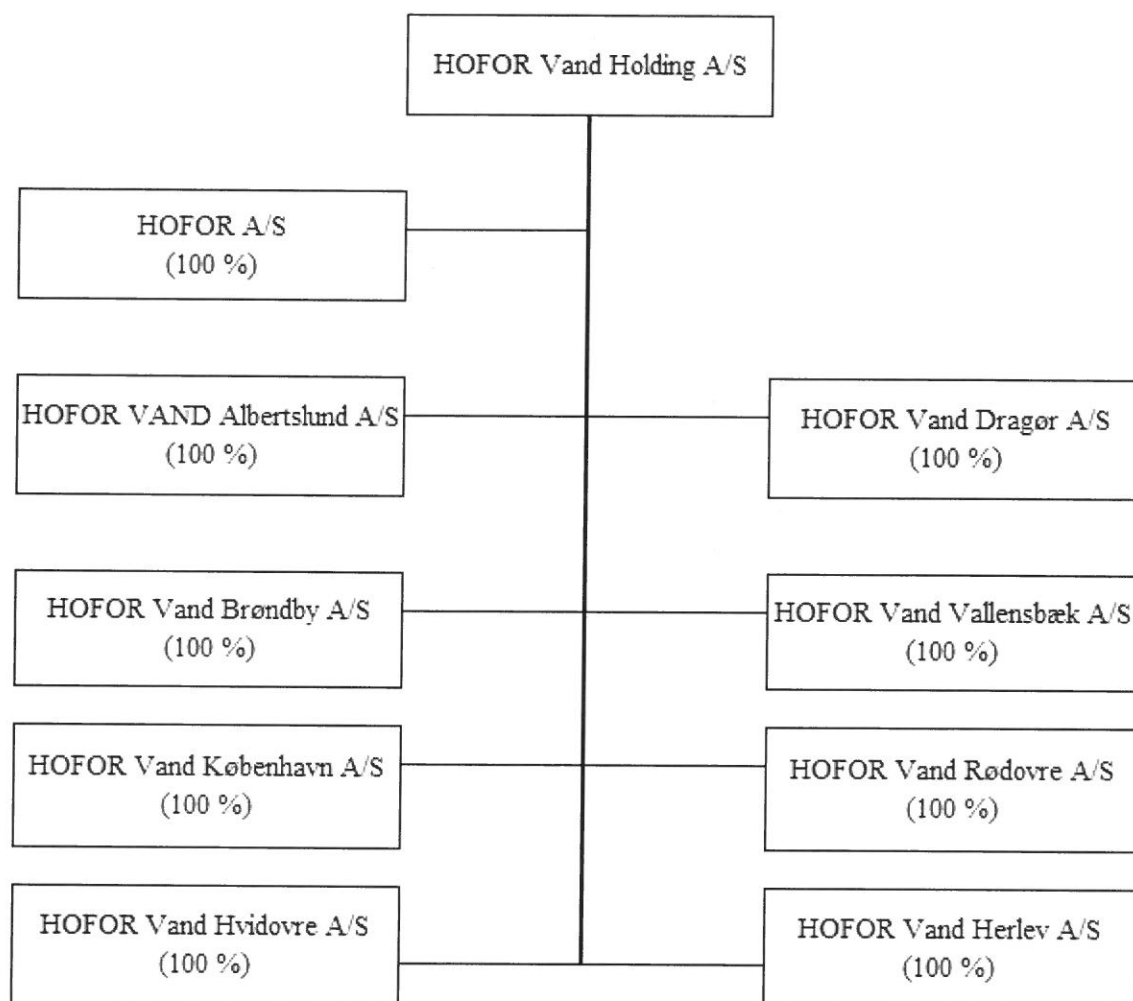 HOFOR Vand Holding A/S
HOFOR A/S
(100 %)
HOFOR VAND Albertslund A/S
(100 %)
HOFOR Vand Dragør A/S
(100 %)
HOFOR Vand Brøndby A/S
(100 %)
HOFOR Vand Vallensbæk A/S
(100 %)
HOFOR Vand København A/S
(100 %)
HOFOR Vand Rødovre A/S
(100 %)
HOFOR Vand Hvidovre A/S
(100 %)
HOFOR Vand Herlev A/S
(100 %)